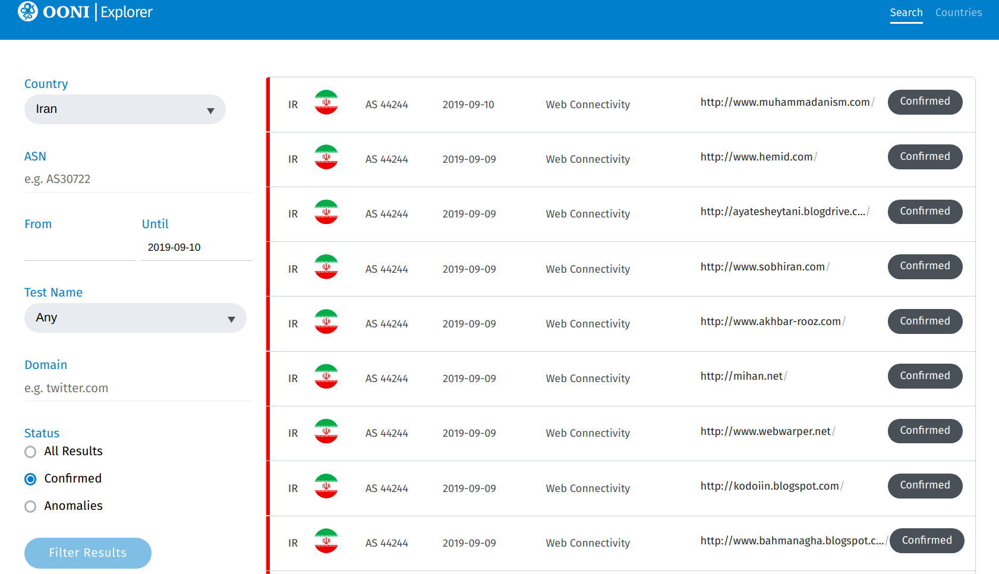 OONI | Explorer
Search Countries
Country
Iran
ASN
e.g. AS30722
From Until
2019-09-10
Test Name
Any
Domain
e.g. twitter.com
Status
All Results
Confirmed
Anomalies
Filter Results
IR AS 44244 2019-09-10 Web Connectivity http://www.muhammadanism.com/ Confirmed
IR AS 44244 2019-09-09 Web Connectivity http://www.hemid.com/ Confirmed
IR AS 44244 2019-09-09 Web Connectivity http://ayatesheytani.blogdrive.c.../ Confirmed
IR AS 44244 2019-09-09 Web Connectivity http://www.sobhiran.com/ Confirmed
IR AS 44244 2019-09-09 Web Connectivity http://www.akhbar-rooz.com/ Confirmed
IR AS 44244 2019-09-09 Web Connectivity http://mihan.net/ Confirmed
IR AS 44244 2019-09-09 Web Connectivity http://www.webwarper.net/ Confirmed
IR AS 44244 2019-09-09 Web Connectivity http://kodoiin.blogspot.com/ Confirmed
IR AS 44244 2019-09-09 Web Connectivity http://www.bahmanagha.blogspot.c.../ Confirmed